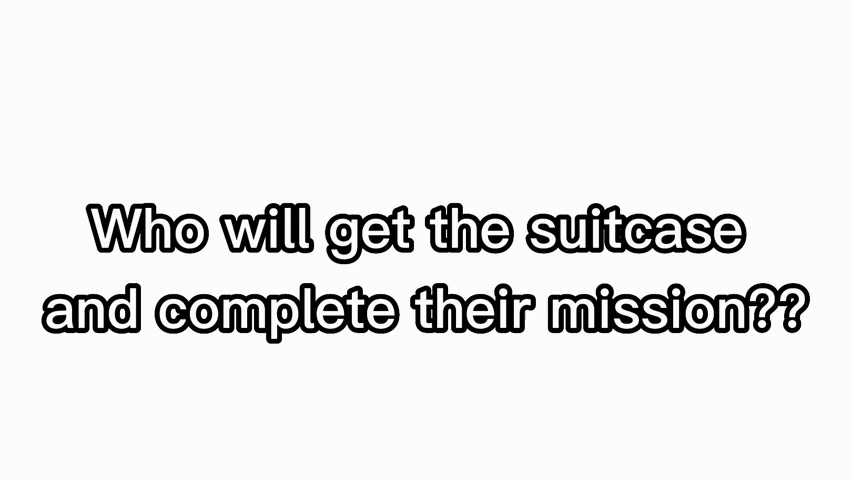 Who will get the suitcase
and complete their mission??